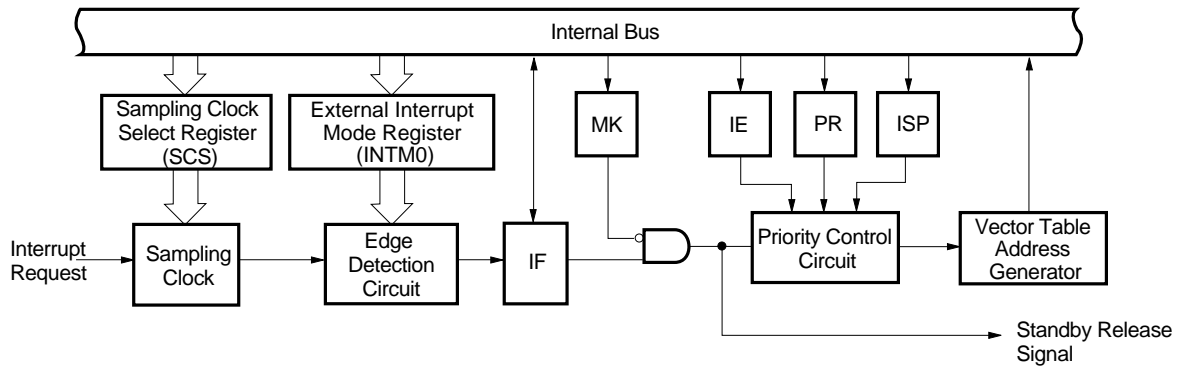 Internal Bus
Sampling Clock
Select Register
(SCS)
External Interrupt
Mode Register
(INTM0)
MK
IE
PR
ISP
Interrupt
Request
Sampling
Clock
Edge
Detection
Circuit
IF
Priority Control
Circuit
Vector Table
Address
Generator
Standby Release
Signal